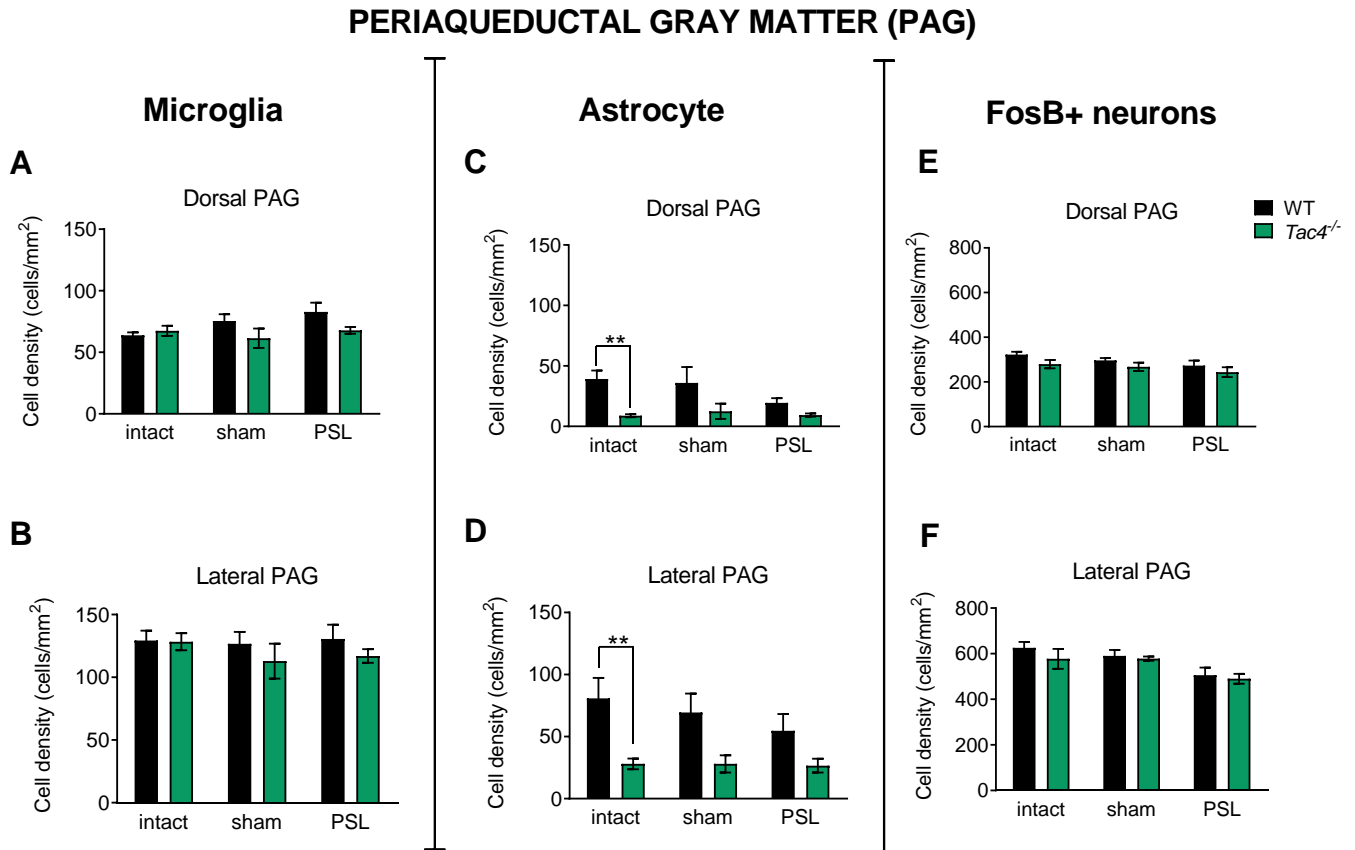 PERIAQUEDUCTAL GRAY MATTER (PAG)
Microglia
A
Dorsal PAG
Cell density (cells/mm²)
150
100
50
0
intact sham PSL
B
Lateral PAG
Cell density (cells/mm²)
150
100
50
0
intact sham PSL
Astrocyte
C
Dorsal PAG
Cell density (cells/mm²)
150
100
50
0
**
intact sham PSL
D
Lateral PAG
Cell density (cells/mm²)
150
100
50
0
**
intact sham PSL
FosB+ neurons
E
Dorsal PAG
WT
Tac4-/-
Cell density (cells/mm²)
800
600
400
200
0
intact sham PSL
F
Lateral PAG
Cell density (cells/mm²)
800
600
400
600
0
intact sham PSL